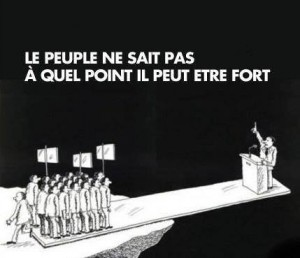 LE PEUPLE NE SAIT PAS
À QUEL POINT IL PEUT ETRE FORT